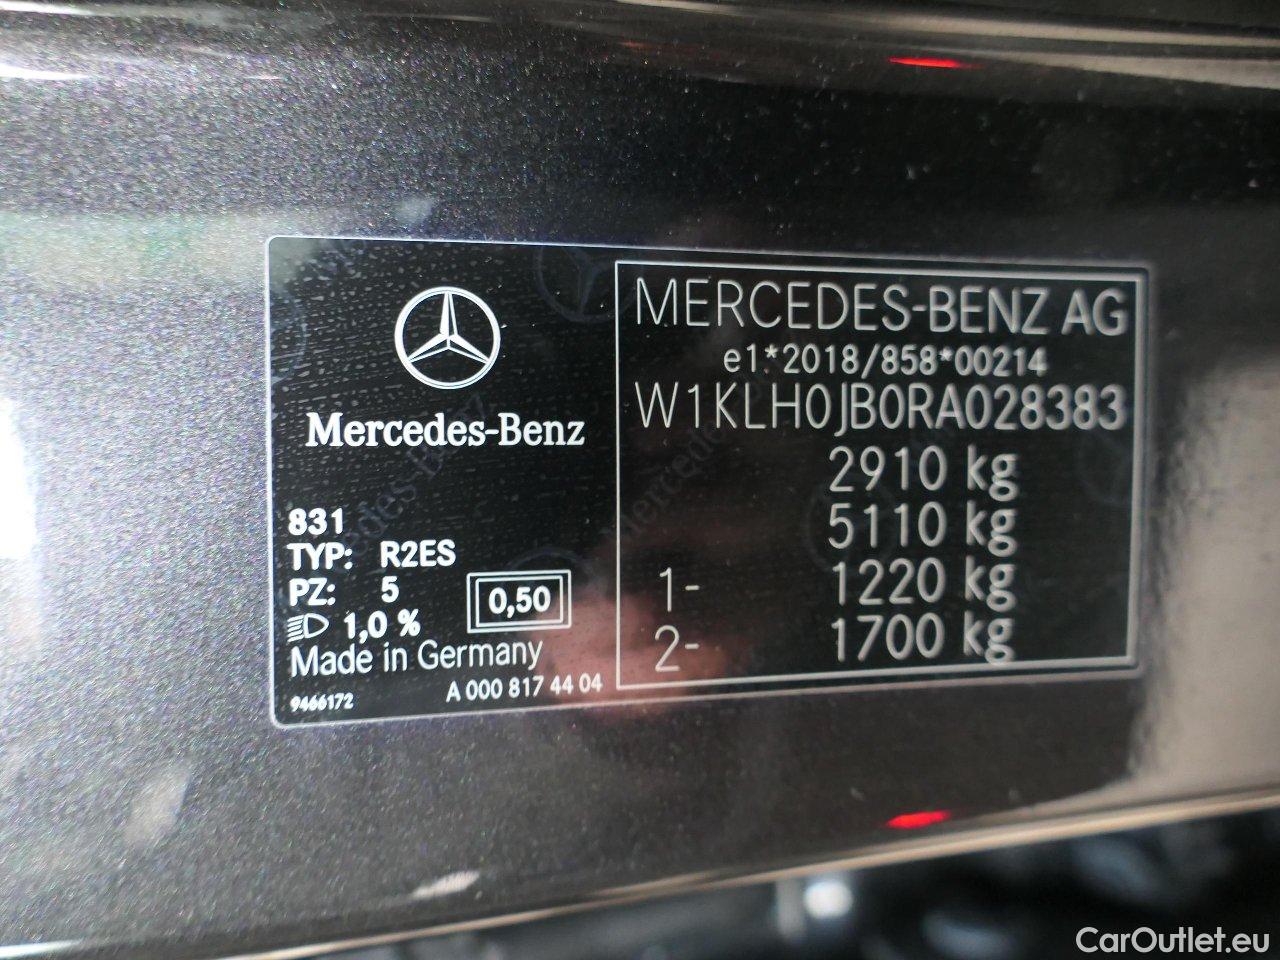 Mercedes-Benz
831
TYP: R2ES
PZ: 5
1,0 %
0,50
Made in Germany
9466172
A 000 817 44 04
MERCEDES-BENZ AG
e1*2018/858*00214
W1KLH0JB0RA028383
2910 kg
5110 kg
1- 1220 kg
2- 1700 kg
CarOutlet.eu